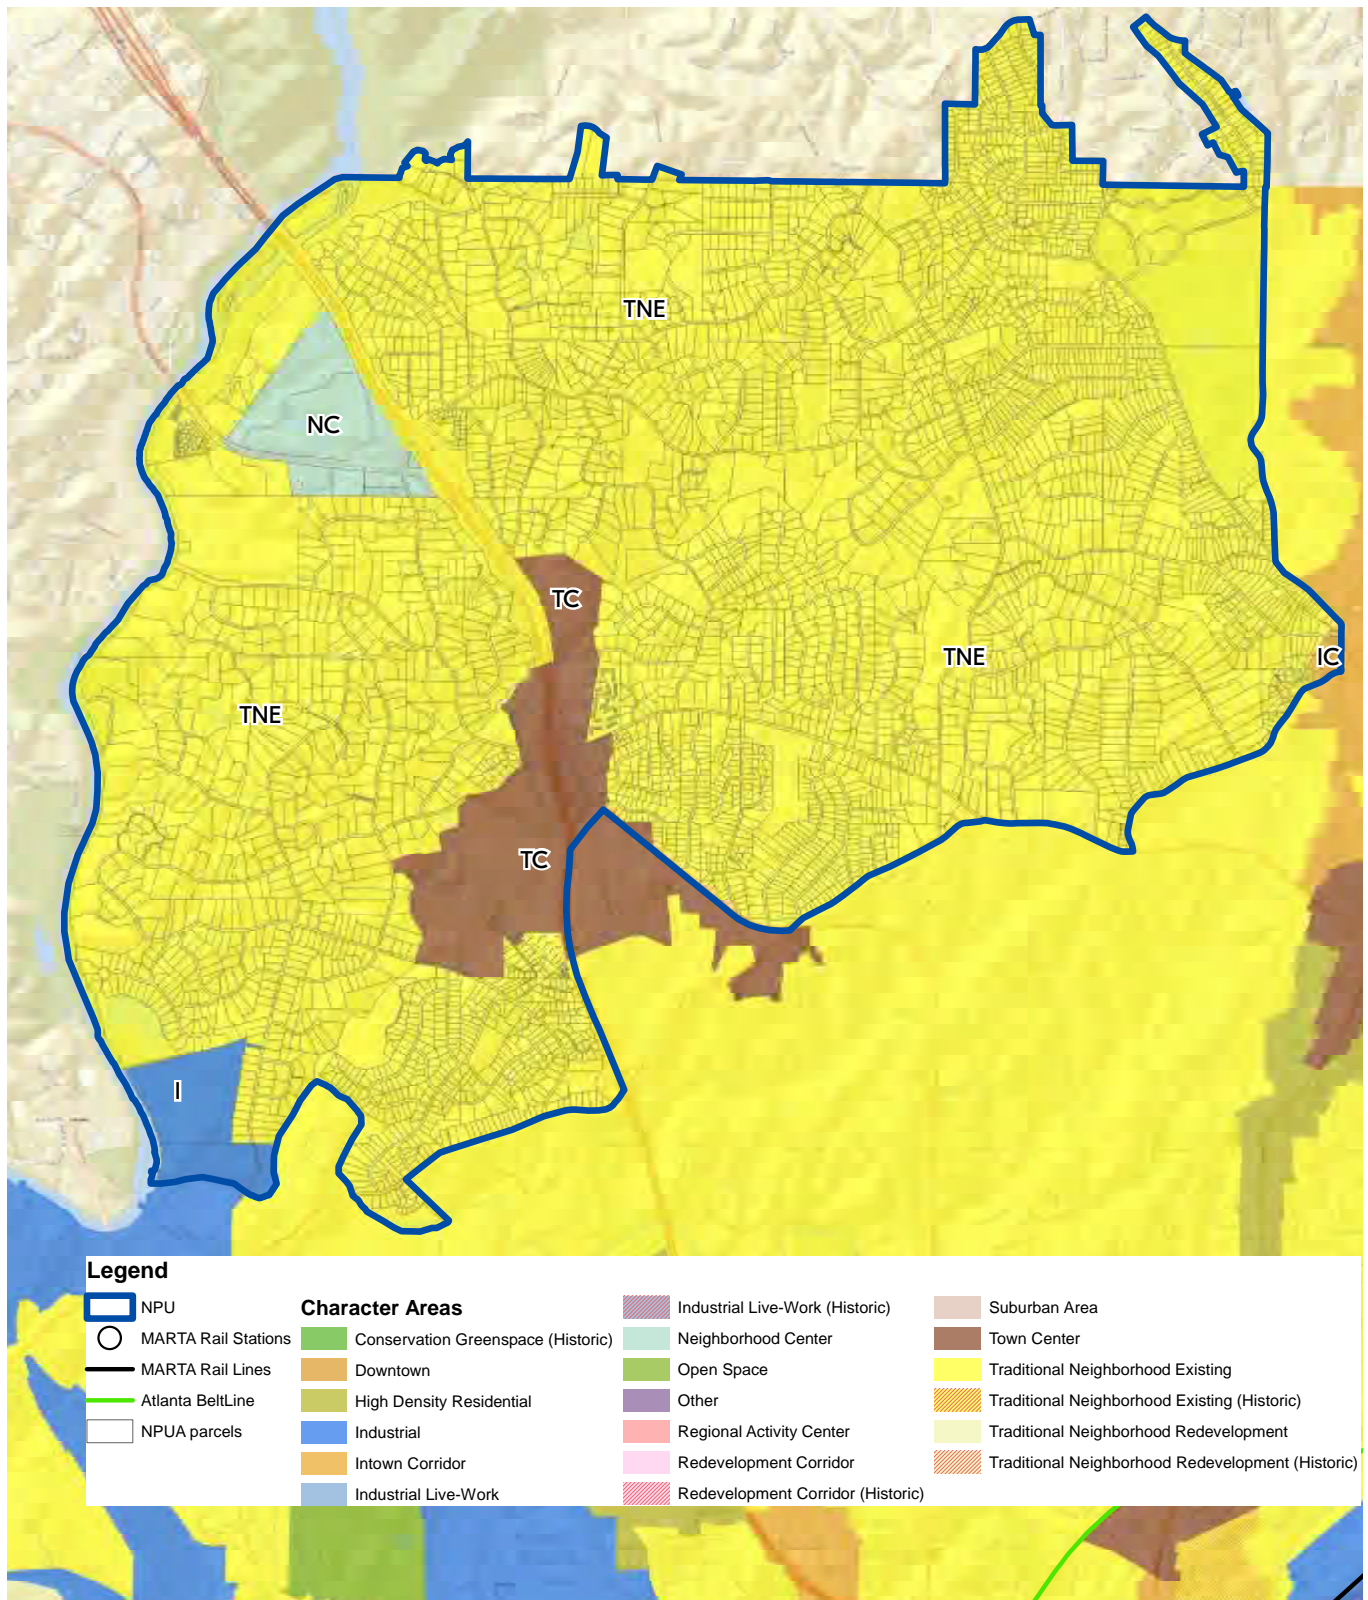 TNE
NC
TC
TNE
IC
TNE
TC
I
Legend
NPU
MARTA Rail Stations
MARTA Rail Lines
Atlanta BeltLine
NPUA parcels
Character Areas
Conservation Greenspace (Historic)
Downtown
High Density Residential
Industrial
Intown Corridor
Industrial Live-Work
Industrial Live-Work (Historic)
Neighborhood Center
Open Space
Other
Regional Activity Center
Redevelopment Corridor
Redevelopment Corridor (Historic)
Suburban Area
Town Center
Traditional Neighborhood Existing
Traditional Neighborhood Existing (Historic)
Traditional Neighborhood Redevelopment
Traditional Neighborhood Redevelopment (Historic)